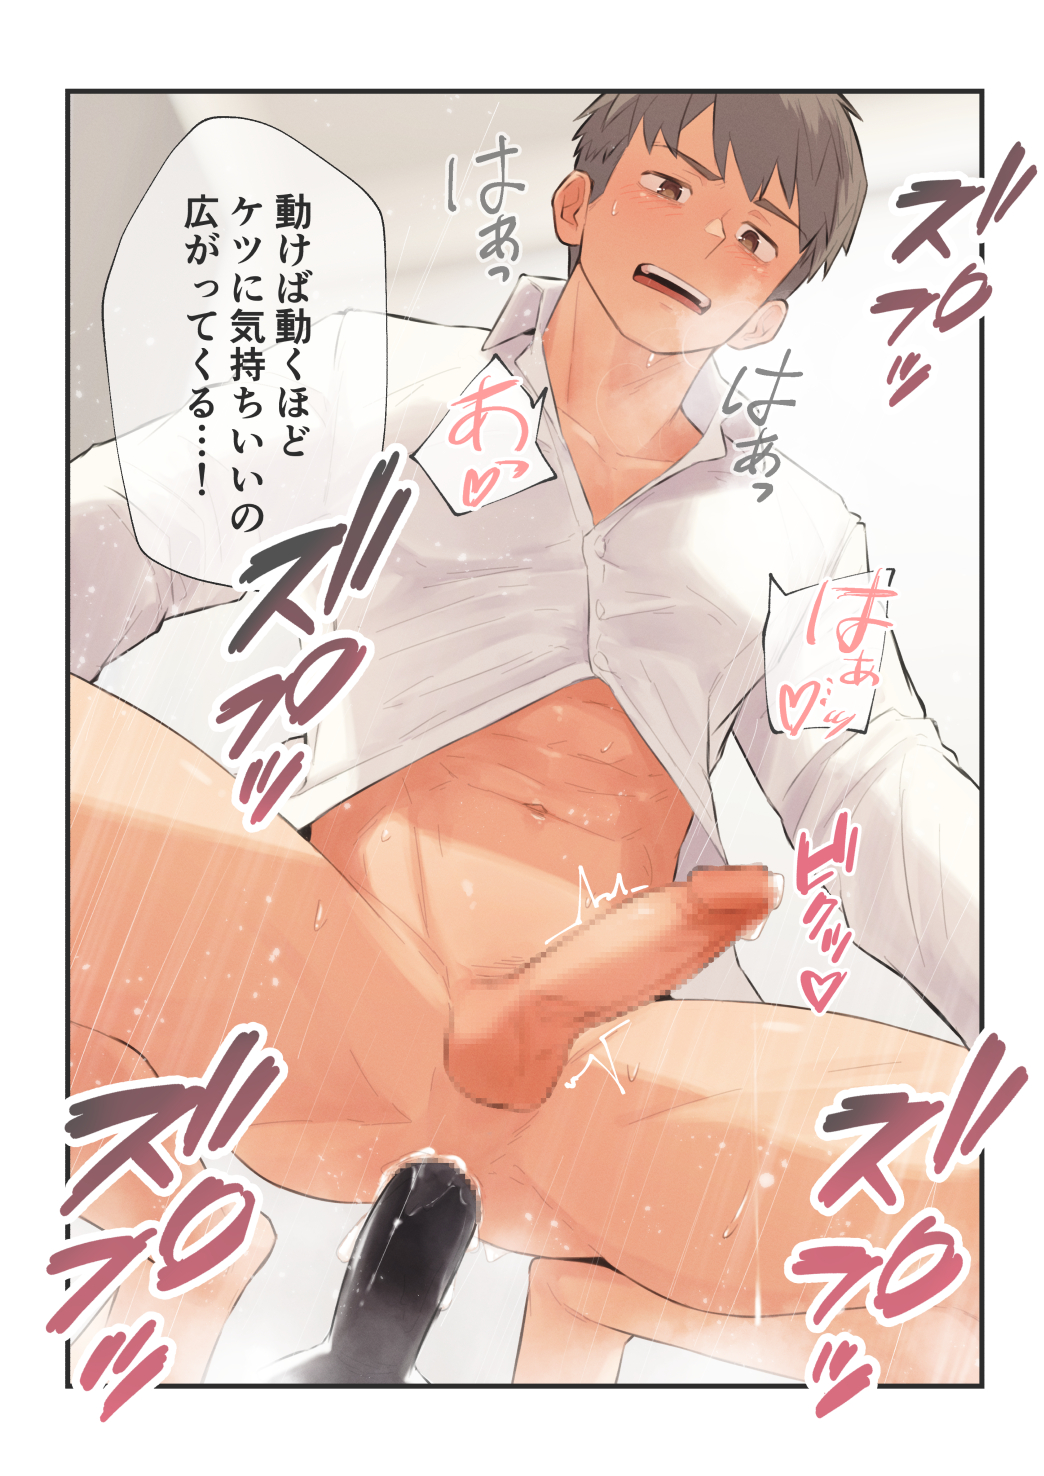 ズプッ
はぁっ
動けば動くほど
ケツに気持ちいいの
広がってくる…！
はぁっ
あっ♡
ズプッ
はぁッ♡
ビクッ♡
ズプッ
ズプッ